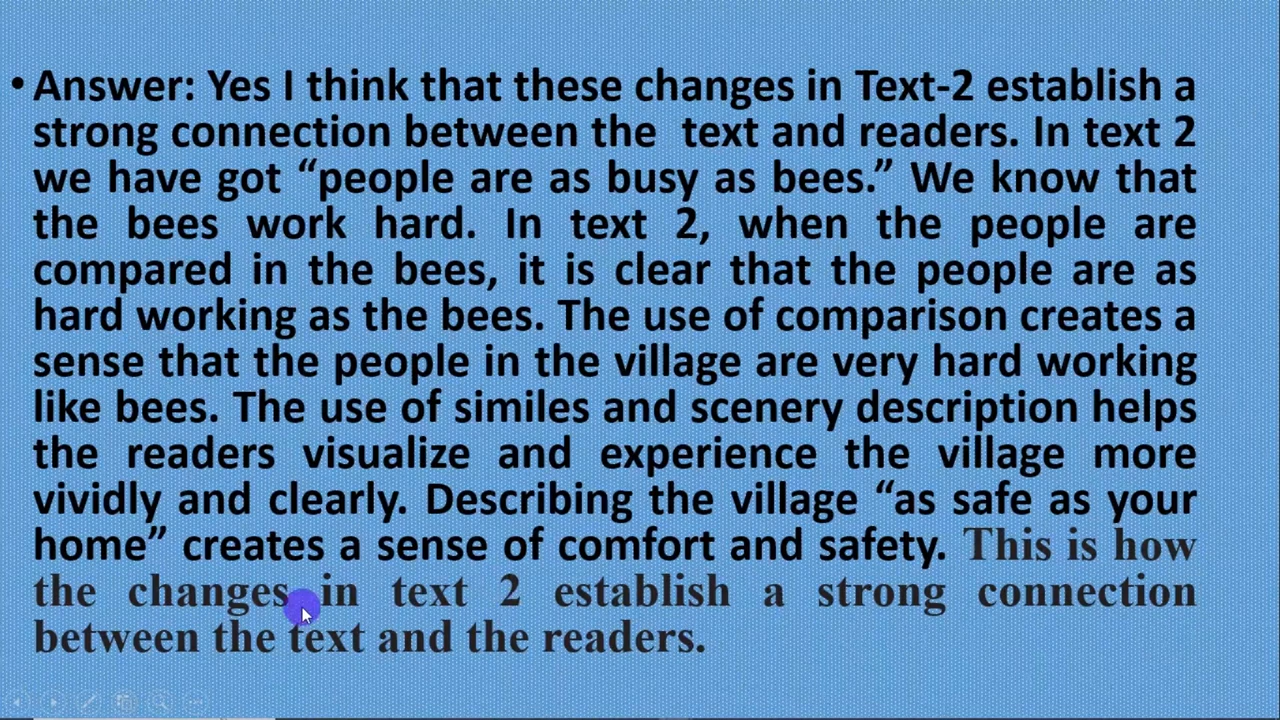 • Answer: Yes I think that these changes in Text-2 establish a
strong connection between the text and readers. In text 2
we have got “people are as busy as bees.” We know that
the bees work hard. In text 2, when the people are
compared in the bees, it is clear that the people are as
hard working as the bees. The use of comparison creates a
sense that the people in the village are very hard working
like bees. The use of similes and scenery description helps
the readers visualize and experience the village more
vividly and clearly. Describing the village “as safe as your
home” creates a sense of comfort and safety. This is how
the changes in text 2 establish a strong connection
between the text and the readers.